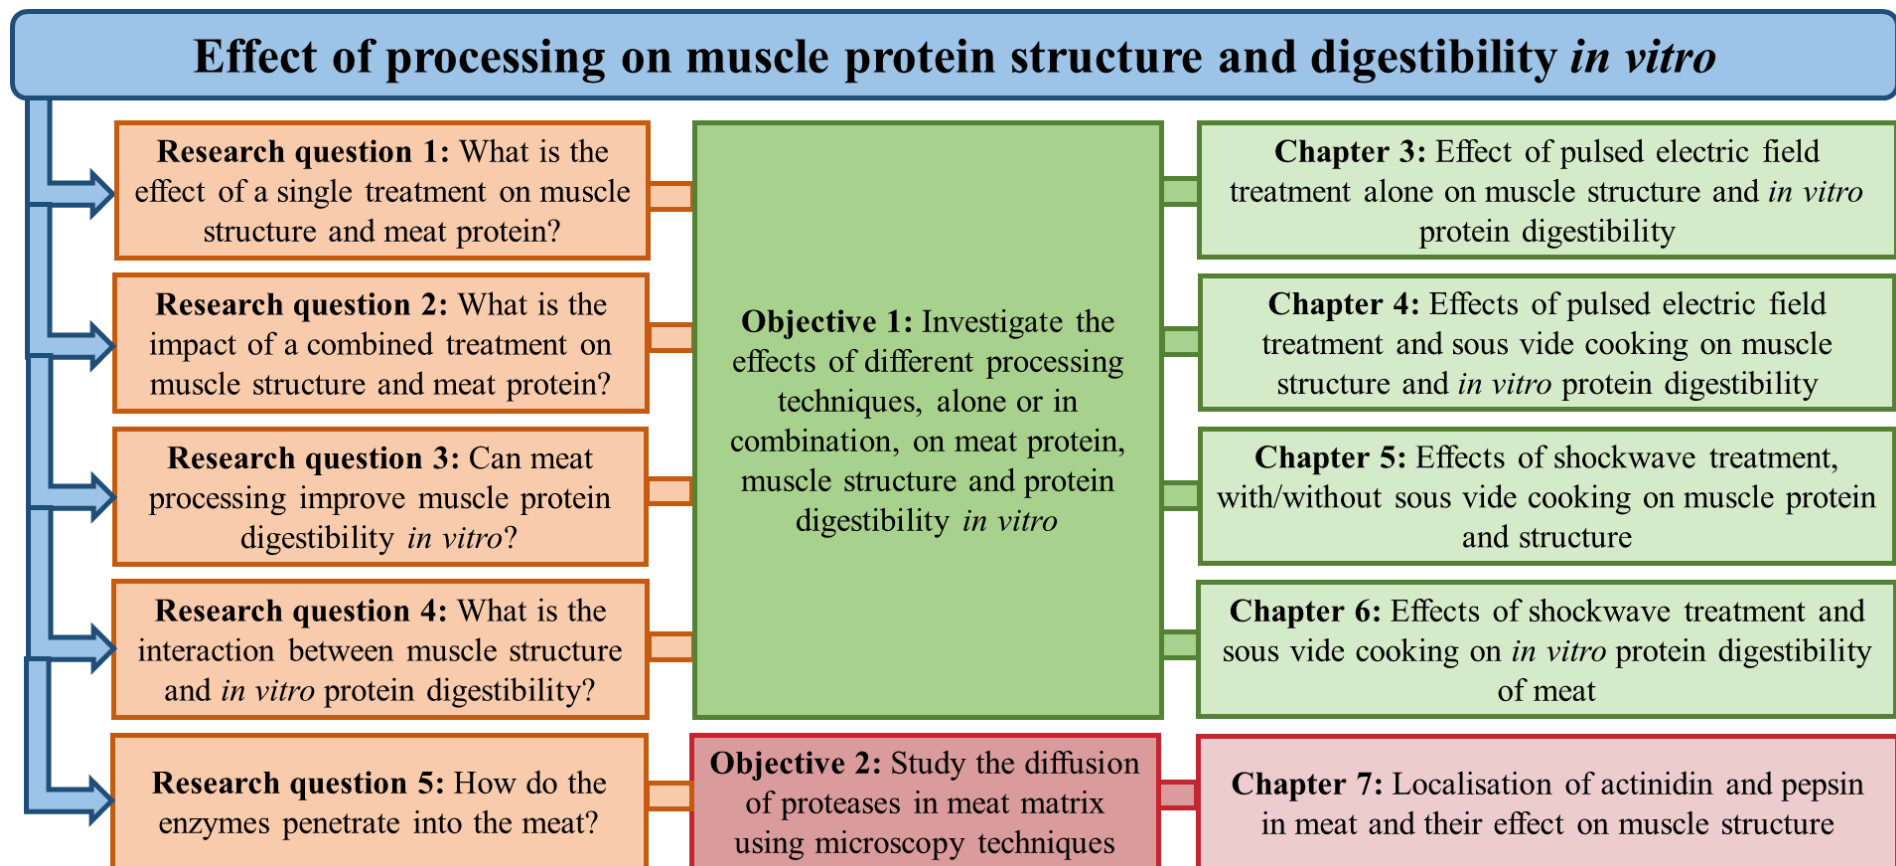 Effect of processing on muscle protein structure and digestibility in vitro
Research question 1: What is the
effect of a single treatment on muscle
structure and meat protein?
Research question 2: What is the
impact of a combined treatment on
muscle structure and meat protein?
Research question 3: Can meat
processing improve muscle protein
digestibility in vitro?
Research question 4: What is the
interaction between muscle structure
and in vitro protein digestibility?
Research question 5: How do the
enzymes penetrate into the meat?
Objective 1: Investigate the
effects of different processing
techniques, alone or in
combination, on meat protein,
muscle structure and protein
digestibility in vitro
Objective 2: Study the diffusion
of proteases in meat matrix
using microscopy techniques
Chapter 3: Effect of pulsed electric field
treatment alone on muscle structure and in vitro
protein digestibility
Chapter 4: Effects of pulsed electric field
treatment and sous vide cooking on muscle
structure and in vitro protein digestibility
Chapter 5: Effects of shockwave treatment,
with/without sous vide cooking on muscle protein
and structure
Chapter 6: Effects of shockwave treatment and
sous vide cooking on in vitro protein digestibility
of meat
Chapter 7: Localisation of actinidin and pepsin
in meat and their effect on muscle structure